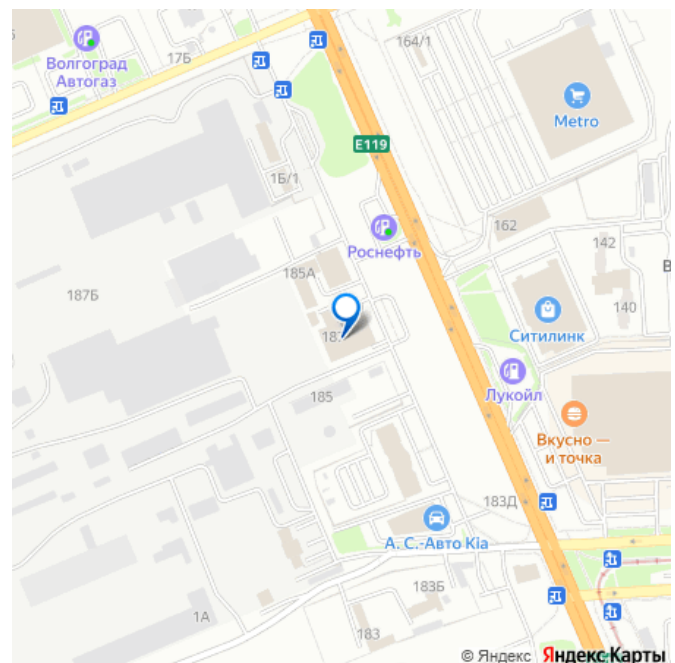 164/1
17Б
Волгоград
Автогаз
Metro
E119
1Б/1
162
142
Роснефть
185А
187Б
140
В
Ситилинк
185
Лукойл
Вкусно —
и точка
183Д
А. С.-Авто Kia
183Б
1А
183
© Яндекс Яндекс Карты